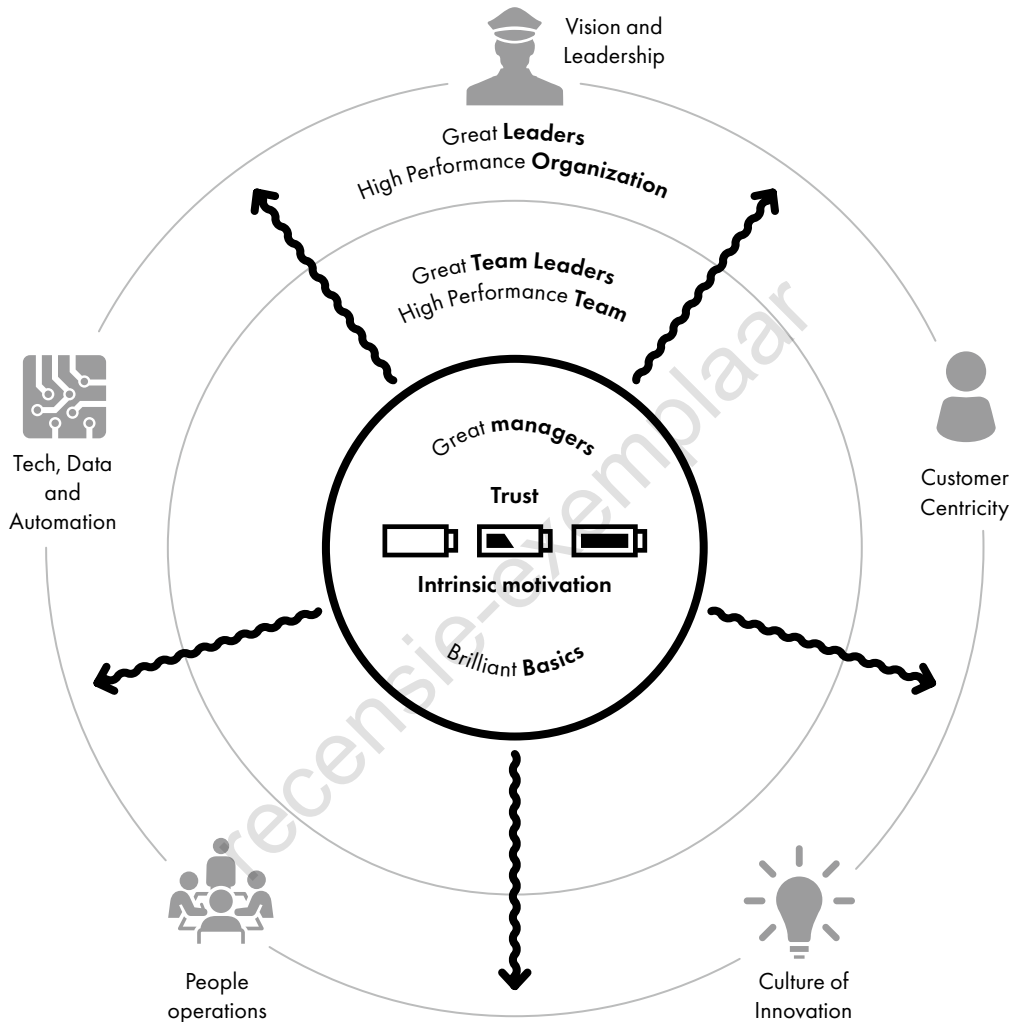 Vision and
Leadership
Great Leaders
High Performance Organization
Great Team Leaders
High Performance Team
Great managers
Trust
Intrinsic motivation
Brilliant Basics
Tech, Data
and
Automation
Customer
Centricity
People
operations
Culture of
Innovation
recensie-exemplaar